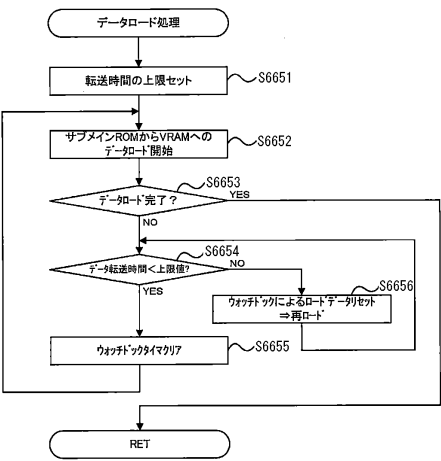 データロード処理
転送時間の上限セット
S6651
サブメインROMからVRAMへの
データロード開始
S6652
データロード完了？
S6653
YES
NO
データ転送時間＜上限値?
S6654
NO
YES
ウォッチドックによるロードデータリセット
⇒再ロード
S6656
ウォッチドックタイマクリア
S6655
RET